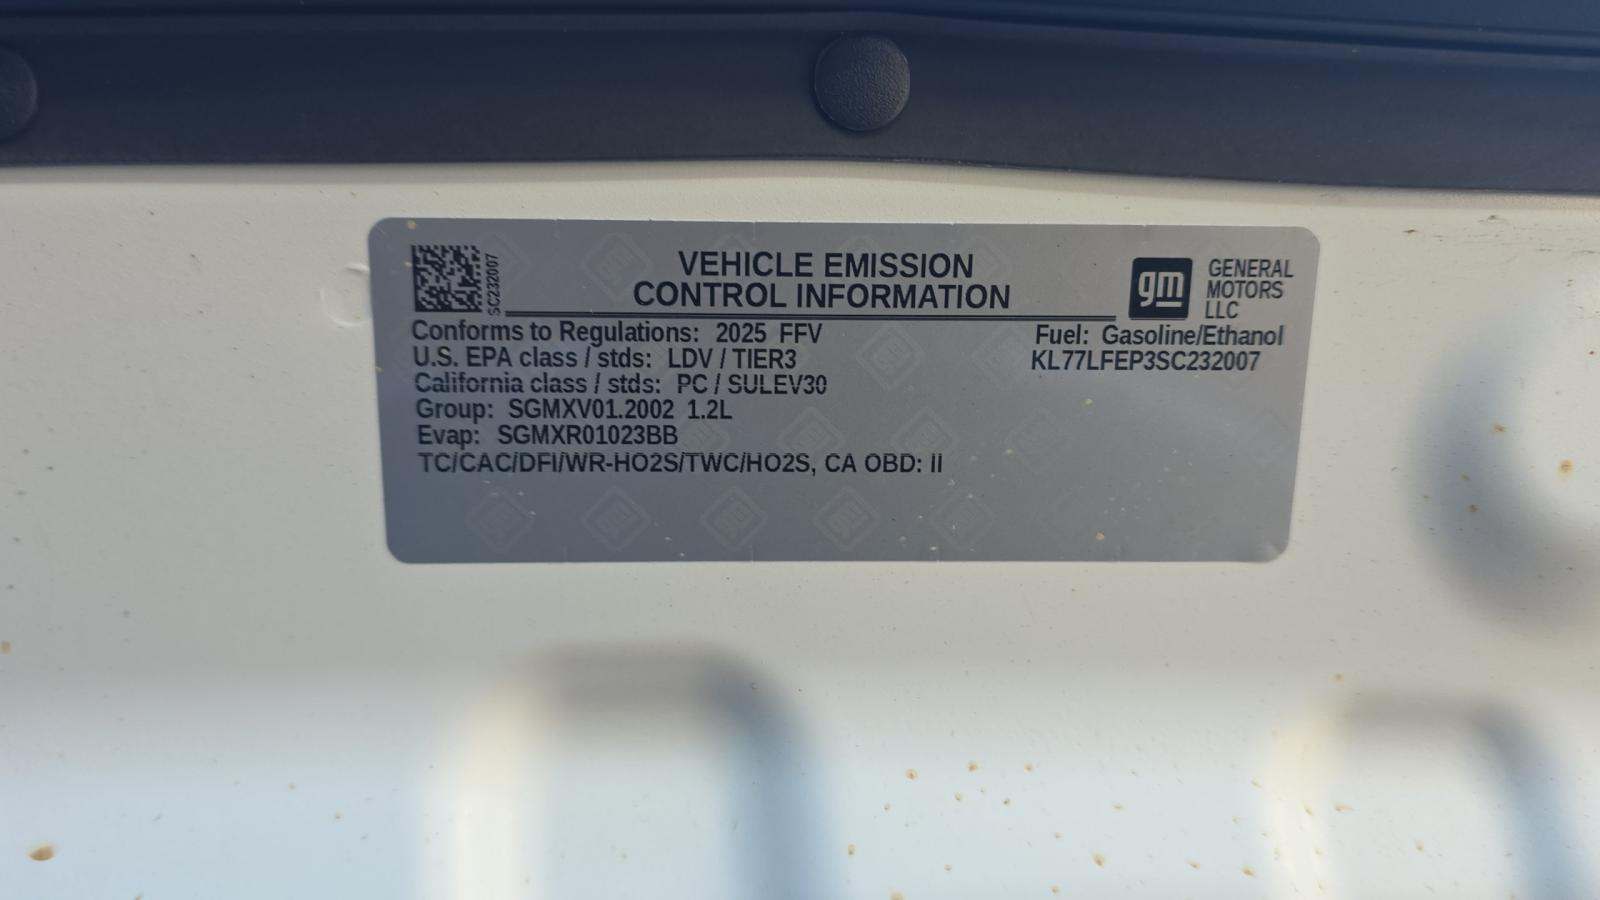 SC232007
VEHICLE EMISSION
CONTROL INFORMATION
gm
GENERAL
MOTORS
LLC
Conforms to Regulations: 2025 FFV
Fuel: Gasoline/Ethanol
U.S. EPA class / stds: LDV / TIER3
KL77LFEP3SC232007
California class / stds: PC / SULEV30
Group: SGMXV01.2002 1.2L
Evap: SGMXR01023BB
TC/CAC/DFI/WR-HO2S/TWC/HO2S, CA OBD: II